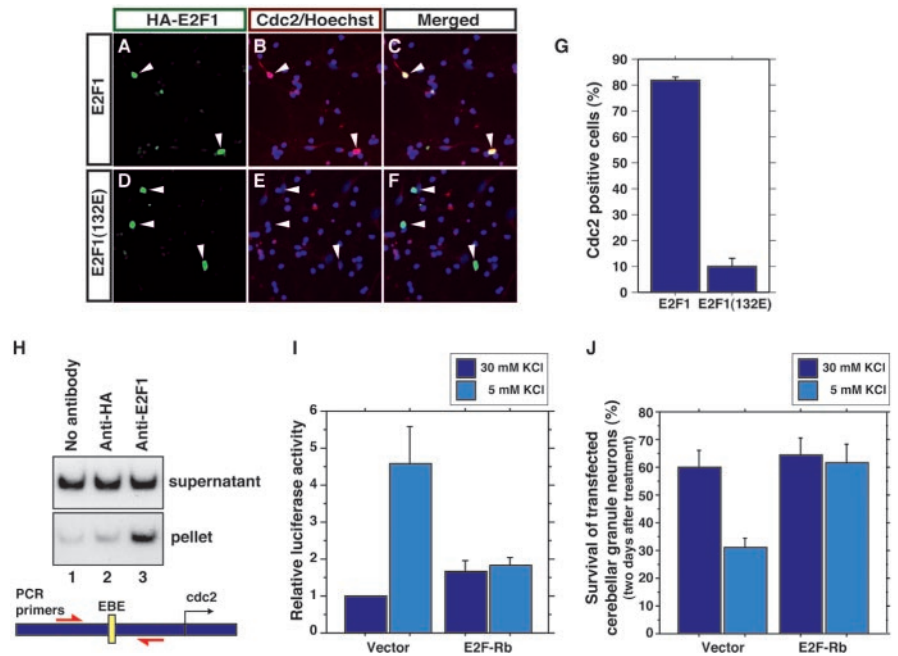 HA-E2F1 Cdc2/Hoechst Merged
E2F1
A B C
E2F1(132E)
D E F
G
Cdc2 positive cells (%)
90
80
70
60
50
40
30
20
10
0
E2F1 E2F1(132E)
H
No antibody
Anti-HA
Anti-E2F1
supernatant
pellet
1 2 3
PCR
primers
EBE
cdc2
I
30 mM KCl
5 mM KCl
Relative luciferase activity
6
5
4
3
2
1
0
Vector E2F-Rb
J
30 mM KCl
5 mM KCl
Survival of transfected
cerebellar granule neurons (%)
(two days after treatment)
80
70
60
50
40
30
20
10
0
Vector E2F-Rb